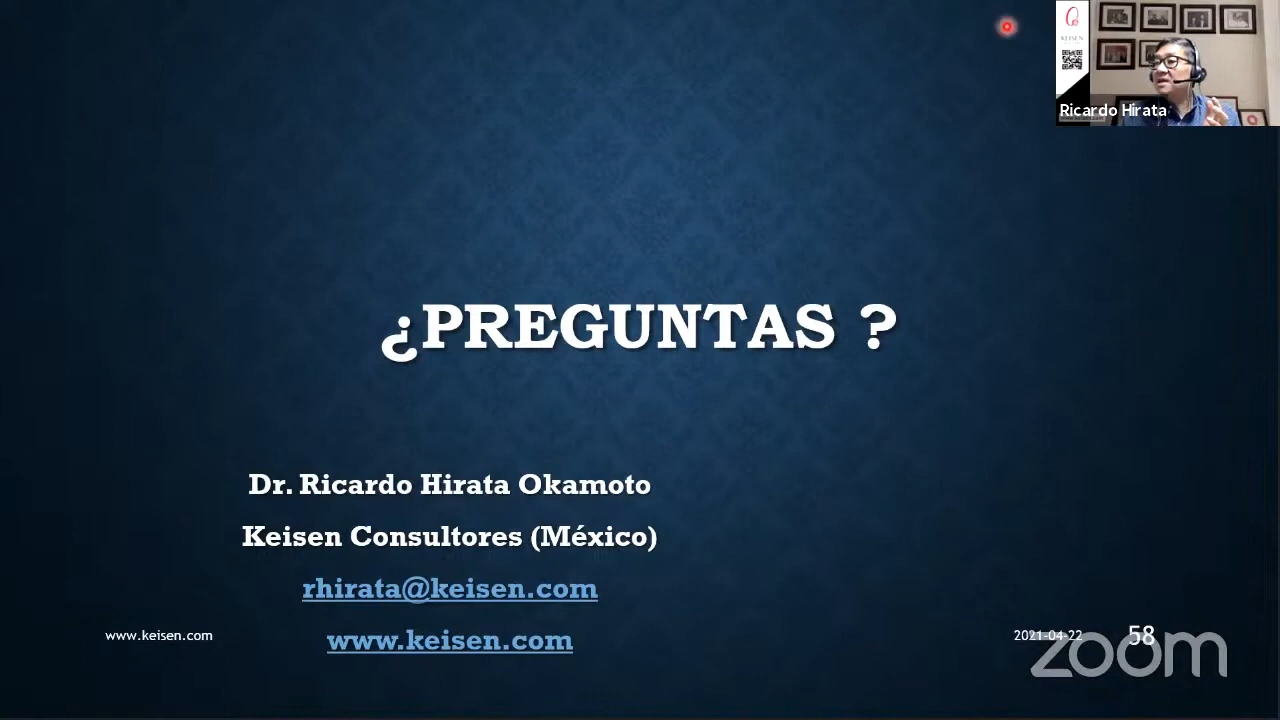 KEISEN
Ricardo Hirata
¿PREGUNTAS ?
Dr. Ricardo Hirata Okamoto
Keisen Consultores (México)
rhirata@keisen.com
www.keisen.com
www.keisen.com
2021-04-22
58
zoom